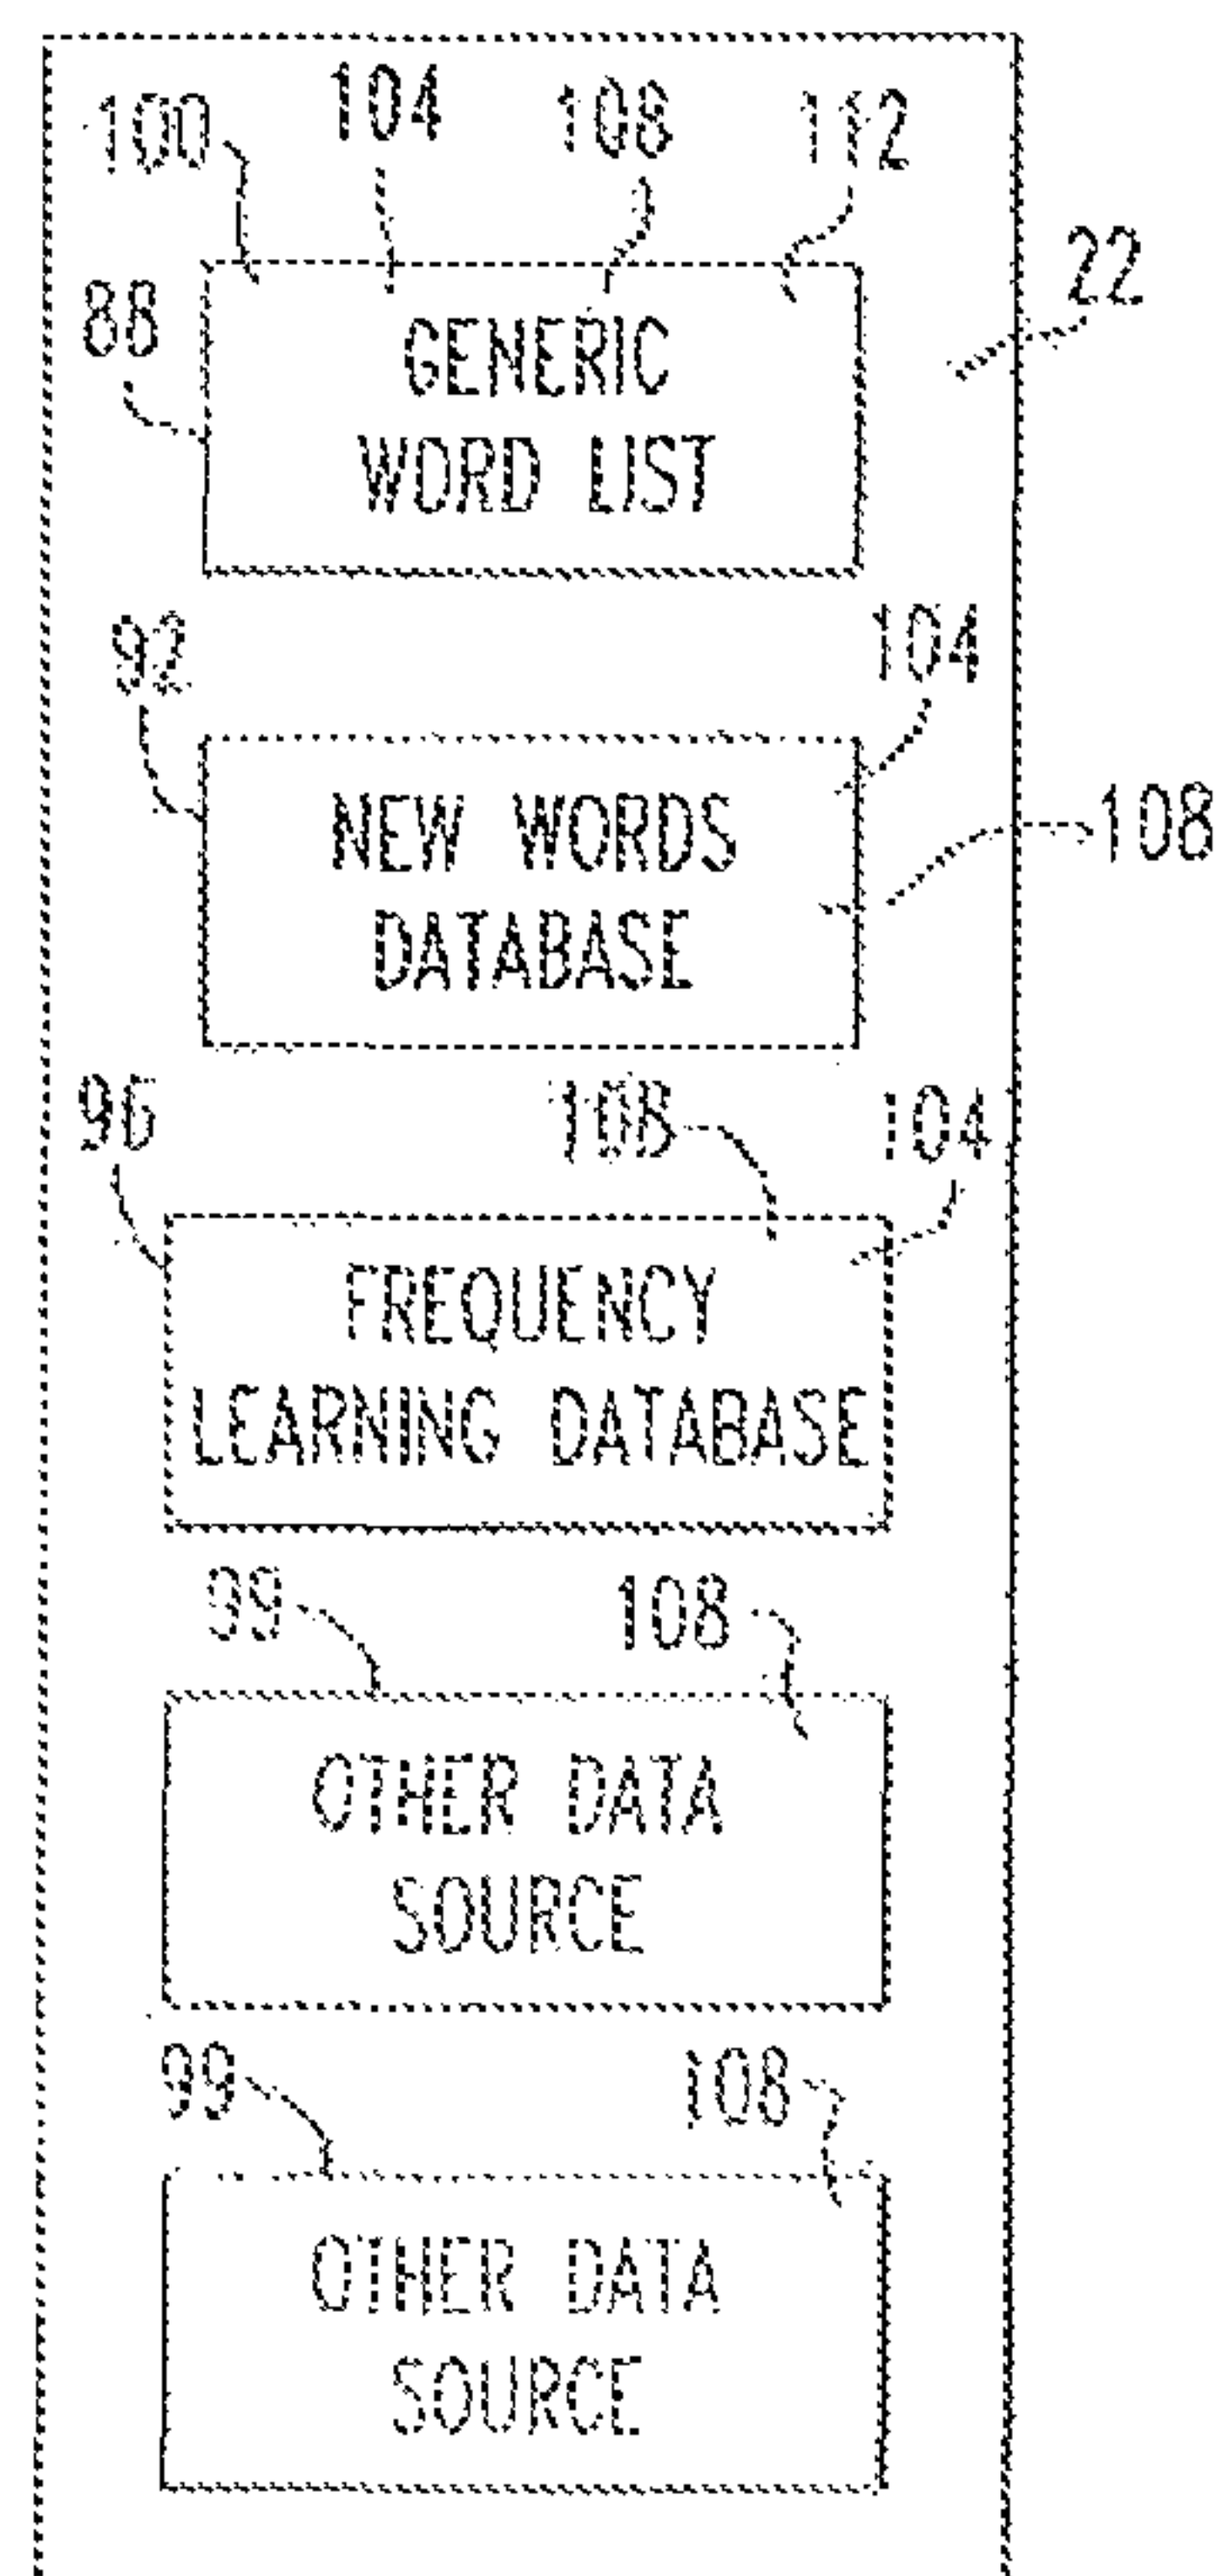 100 104 108 112
22
88
GENERIC
WORD LIST
92
104
NEW WORDS
108
DATABASE
96 108 104
FREQUENCY
LEARNING DATABASE
99 108
OTHER DATA
SOURCE
99 108
OTHER DATA
SOURCE